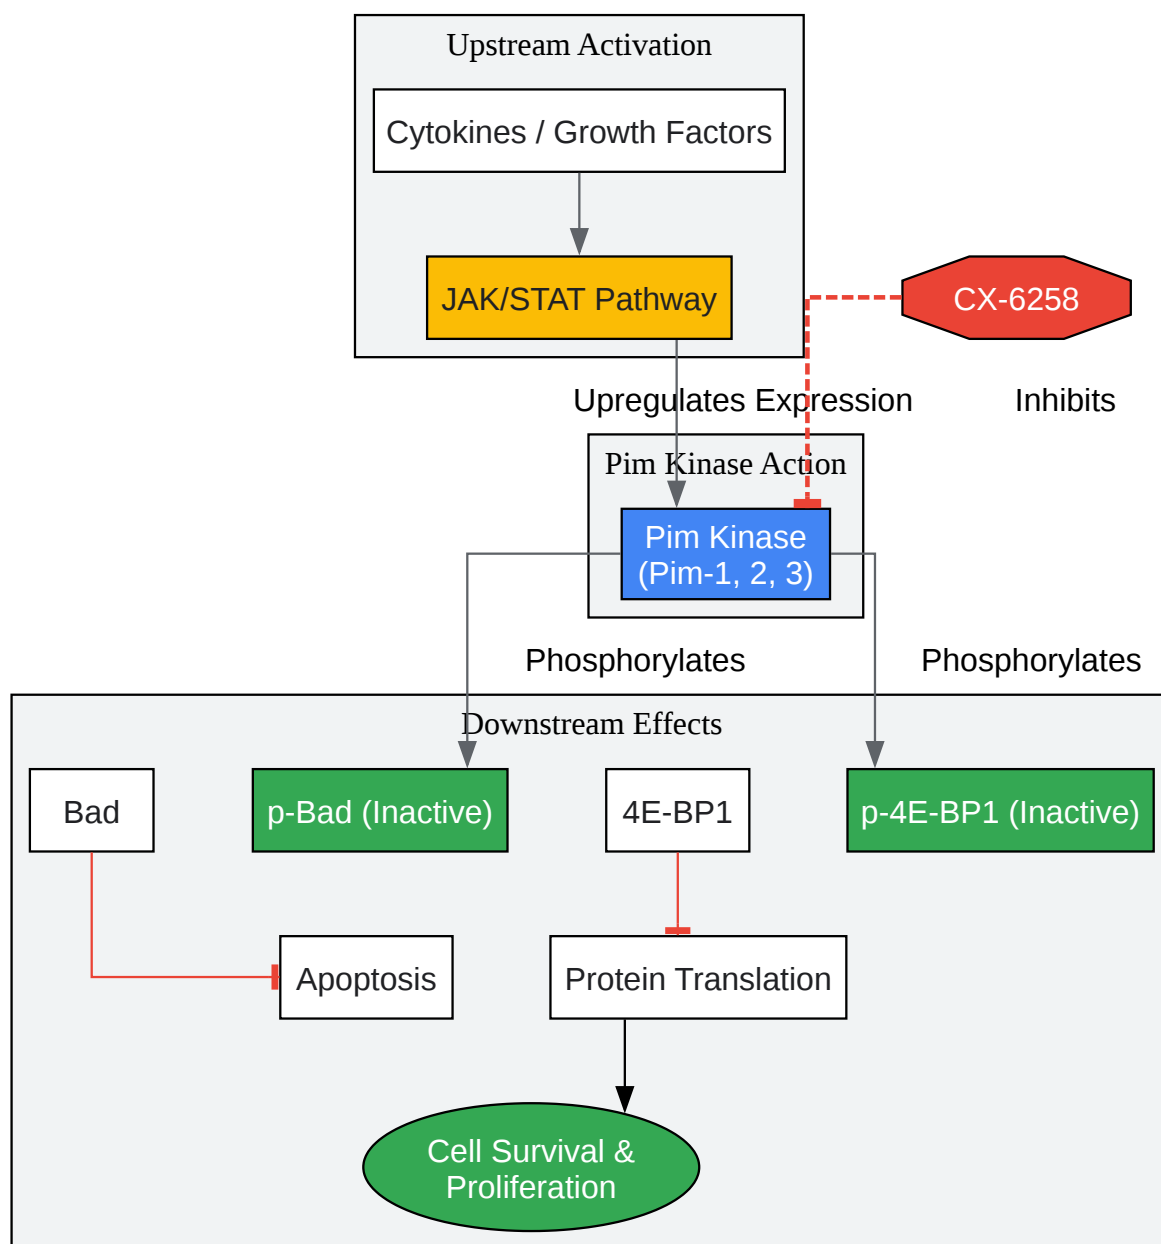 Upstream Activation
Cytokines / Growth Factors
JAK/STAT Pathway
CX-6258
Upregulates Expression
Inhibits
Pim Kinase Action
Pim Kinase
(Pim-1, 2, 3)
Phosphorylates
Phosphorylates
Downstream Effects
Bad
p-Bad (Inactive)
4E-BP1
p-4E-BP1 (Inactive)
Apoptosis
Protein Translation
Cell Survival &
Proliferation